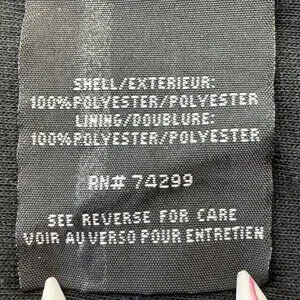 SHELL/EXTERIEUR:
100%POLYESTER/POLYESTER
LINING/DOUBLURE:
100%POLYESTER/POLYESTER
RN# 74299
SEE REVERSE FOR CARE
VOIR AU VERSO POUR ENTRETIEN